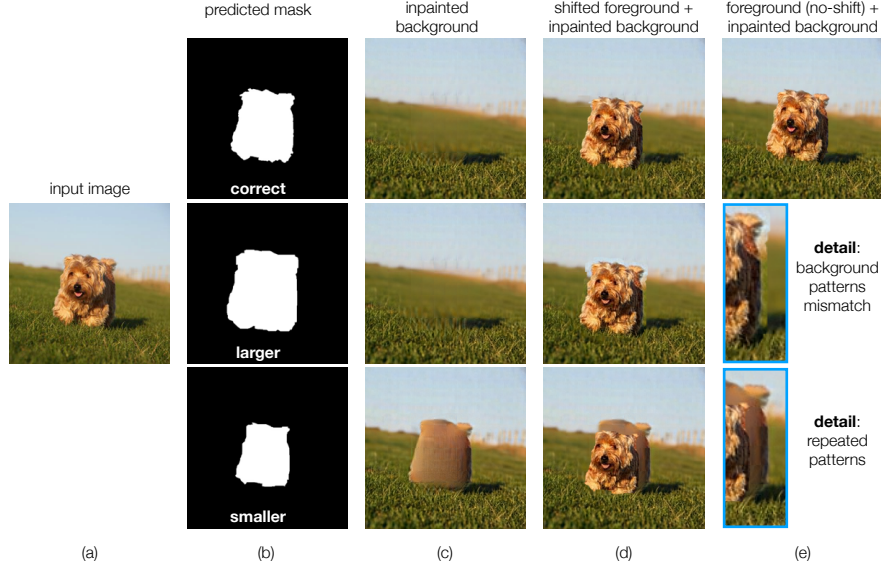 predicted mask
inpainted
background
shifted foreground +
inpainted background
foreground (no-shift) +
inpainted background
correct
input image
larger
detail:
background
patterns
mismatch
smaller
detail:
repeated
patterns
(a)
(b)
(c)
(d)
(e)